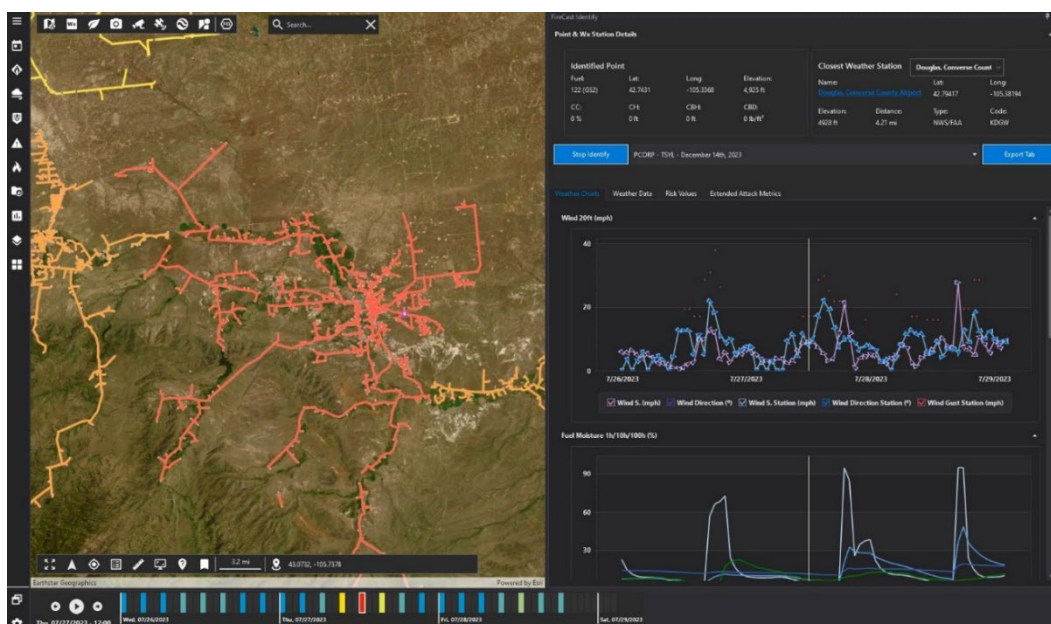 FireCast Identify
Search...
Point & Wx Station Details
Identified Point
Fuel: Lat: Long: Elevation:
122 (GS2) 42.7431 -105.3368 4,925 ft
CC: CH: CBH: CBD:
0 % 0 ft 0 ft 0 lb/ft³
Closest Weather Station Douglas, Converse Count
Name: Lat: Long:
Douglas, Converse County Airport 42.79417 -105.38194
Elevation: Distance: Type: Code:
4928 ft 4.21 mi NWS/FAA KDGW
Stop Identify PCORP - TSYL - December 14th, 2023 Export Tab
Weather Charts Weather Data Risk Values Extended Attack Metrics
Wind 20ft (mph)
40
20
0
7/26/2023 7/27/2023 7/28/2023 7/29/2023
Wind S. (mph) Wind Direction (°) Wind S. Station (mph) Wind Direction Station (°) Wind Gust Station (mph)
Fuel Moisture 1h/10h/100h (%)
90
60
30
3.2 mi 43.0732, -105.7376
Earthstar Geographics Powered by Esri
Thu, 07/27/2023 - 12:00
Wed, 07/26/2023 Thu, 07/27/2023 Fri, 07/28/2023 Sat, 07/29/2023